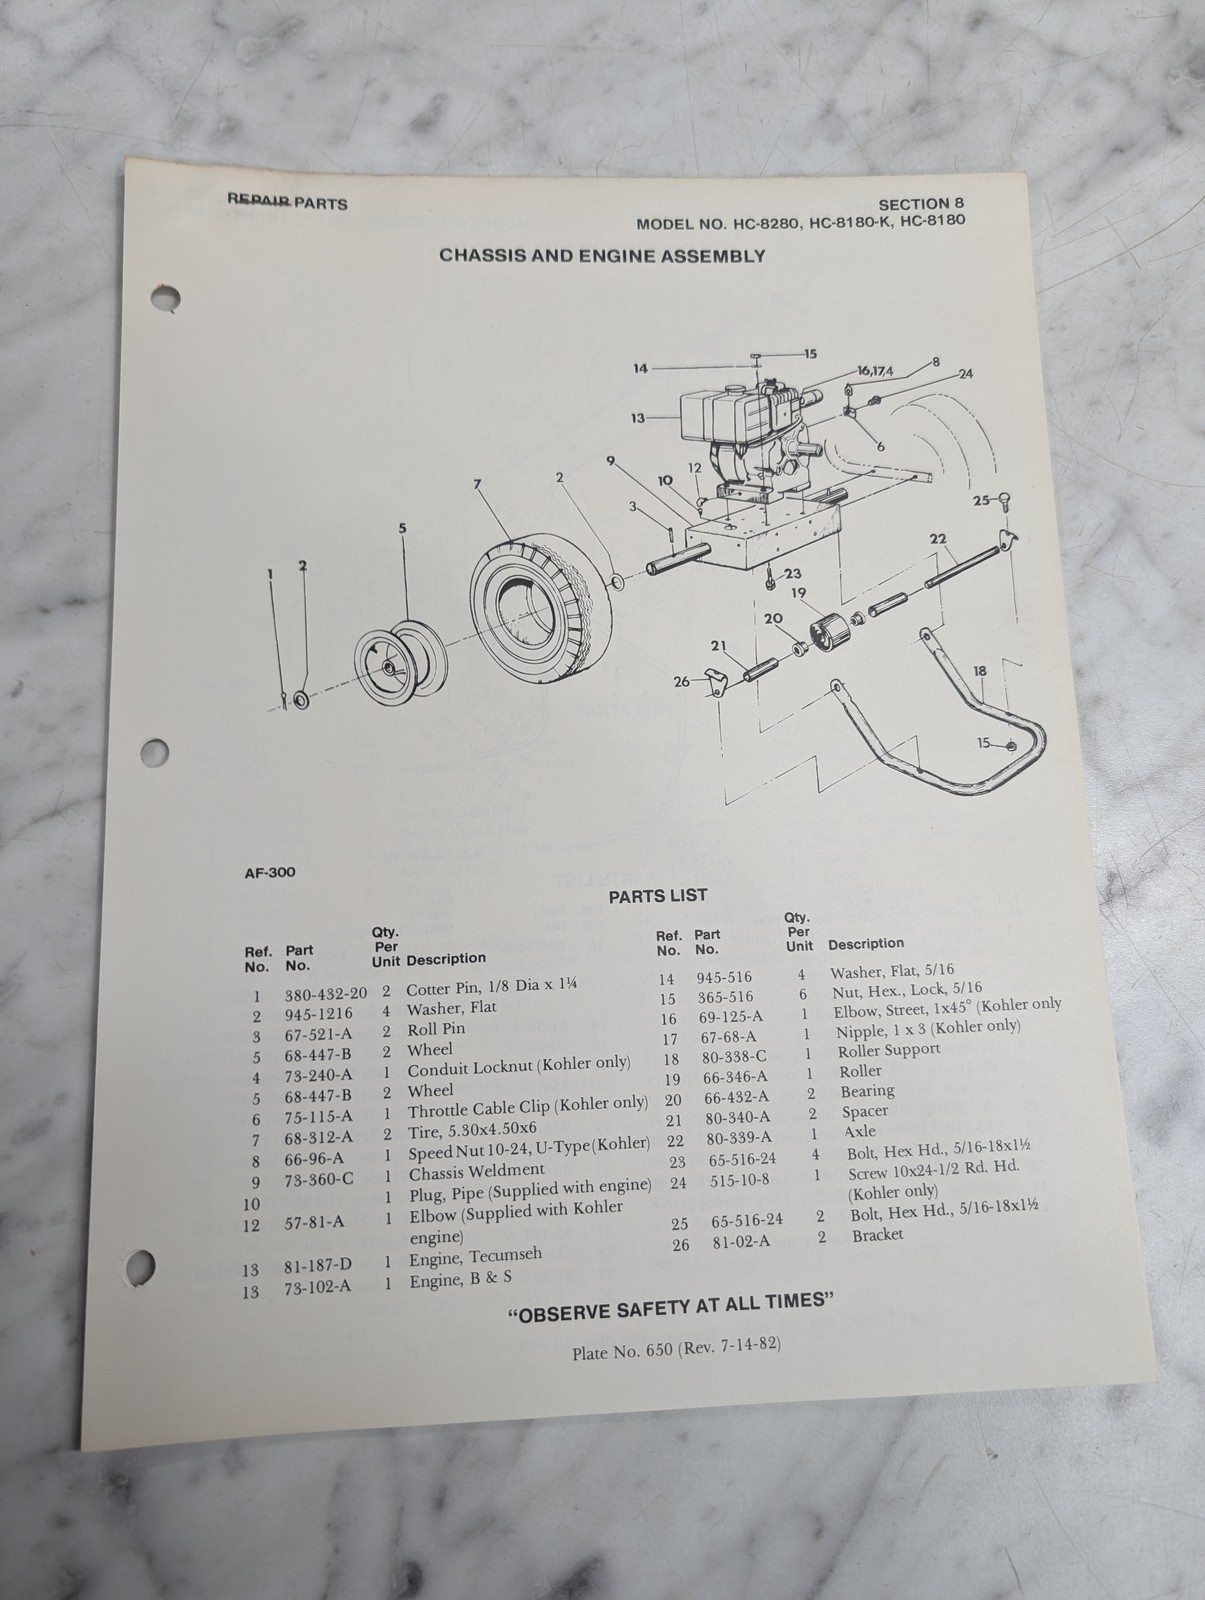 REPAIR PARTS
SECTION 8
MODEL NO. HC-8280, HC-8180-K, HC-8180
CHASSIS AND ENGINE ASSEMBLY
15
14
16,17,4
8
24
13
6
9
12
10
2
7
3
25
5
22
1
2
23
19
20
21
26
18
15
AF-300
PARTS LIST
Ref. No. Part No. Qty. Per Unit Description
1 380-432-20 2 Cotter Pin, 1/8 Dia x 1¼
2 945-1216 4 Washer, Flat
3 67-521-A 2 Roll Pin
5 68-447-B 2 Wheel
4 73-240-A 1 Conduit Locknut (Kohler only)
5 68-447-B 2 Wheel
6 75-115-A 1 Throttle Cable Clip (Kohler only)
7 68-312-A 2 Tire, 5.30x4.50x6
8 66-96-A 1 Speed Nut 10-24, U-Type (Kohler)
9 73-360-C 1 Chassis Weldment
10 1 Plug, Pipe (Supplied with engine)
12 57-81-A 1 Elbow (Supplied with Kohler
engine)
13 81-187-D 1 Engine, Tecumseh
13 73-102-A 1 Engine, B & S
Ref. No. Part No. Qty. Per Unit Description
14 945-516 4 Washer, Flat, 5/16
15 365-516 6 Nut, Hex., Lock, 5/16
16 69-125-A 1 Elbow, Street, 1x45° (Kohler only
17 67-68-A 1 Nipple, 1 x 3 (Kohler only)
18 80-338-C 1 Roller Support
19 66-346-A 1 Roller
20 66-432-A 2 Bearing
21 80-340-A 2 Spacer
22 80-339-A 1 Axle
23 65-516-24 4 Bolt, Hex Hd., 5/16-18x1½
24 515-10-8 1 Screw 10x24-1/2 Rd. Hd.
(Kohler only)
25 65-516-24 2 Bolt, Hex Hd., 5/16-18x1½
26 81-02-A 2 Bracket
“OBSERVE SAFETY AT ALL TIMES”
Plate No. 650 (Rev. 7-14-82)